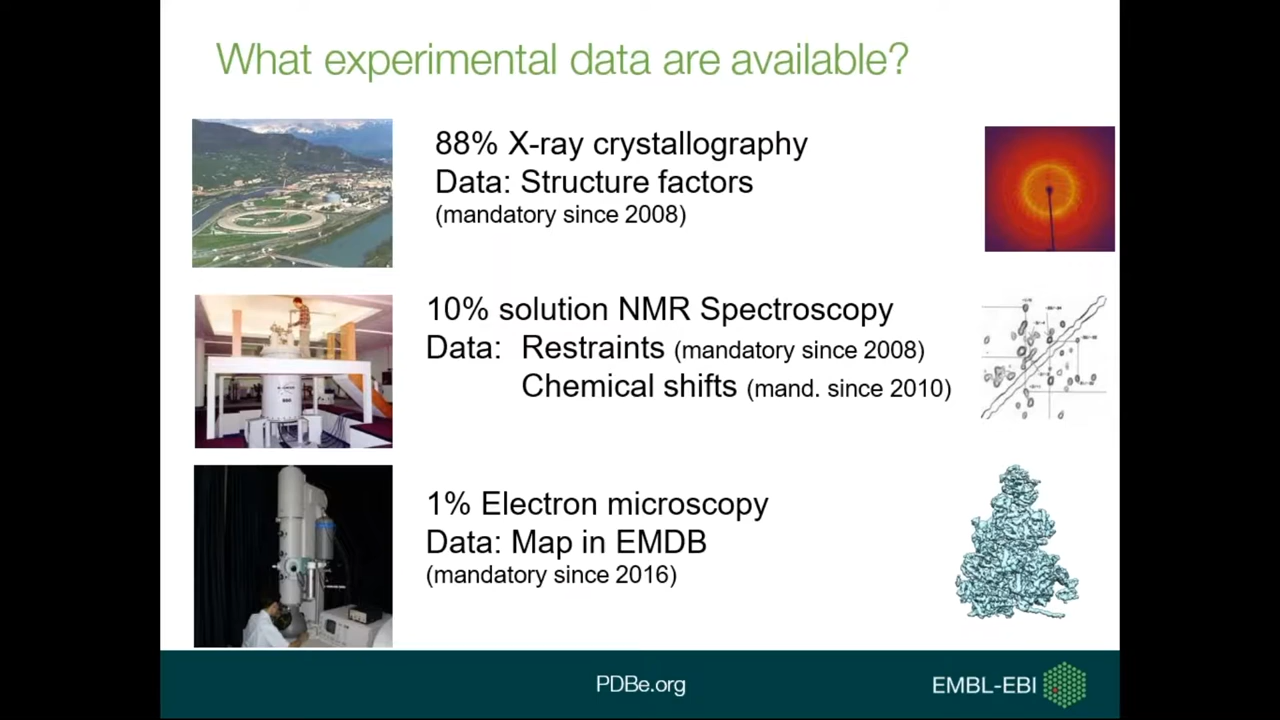 What experimental data are available?
88% X-ray crystallography
Data: Structure factors
(mandatory since 2008)
10% solution NMR Spectroscopy
Data: Restraints (mandatory since 2008)
Chemical shifts (mand. since 2010)
1% Electron microscopy
Data: Map in EMDB
(mandatory since 2016)
PDBe.org
EMBL-EBI